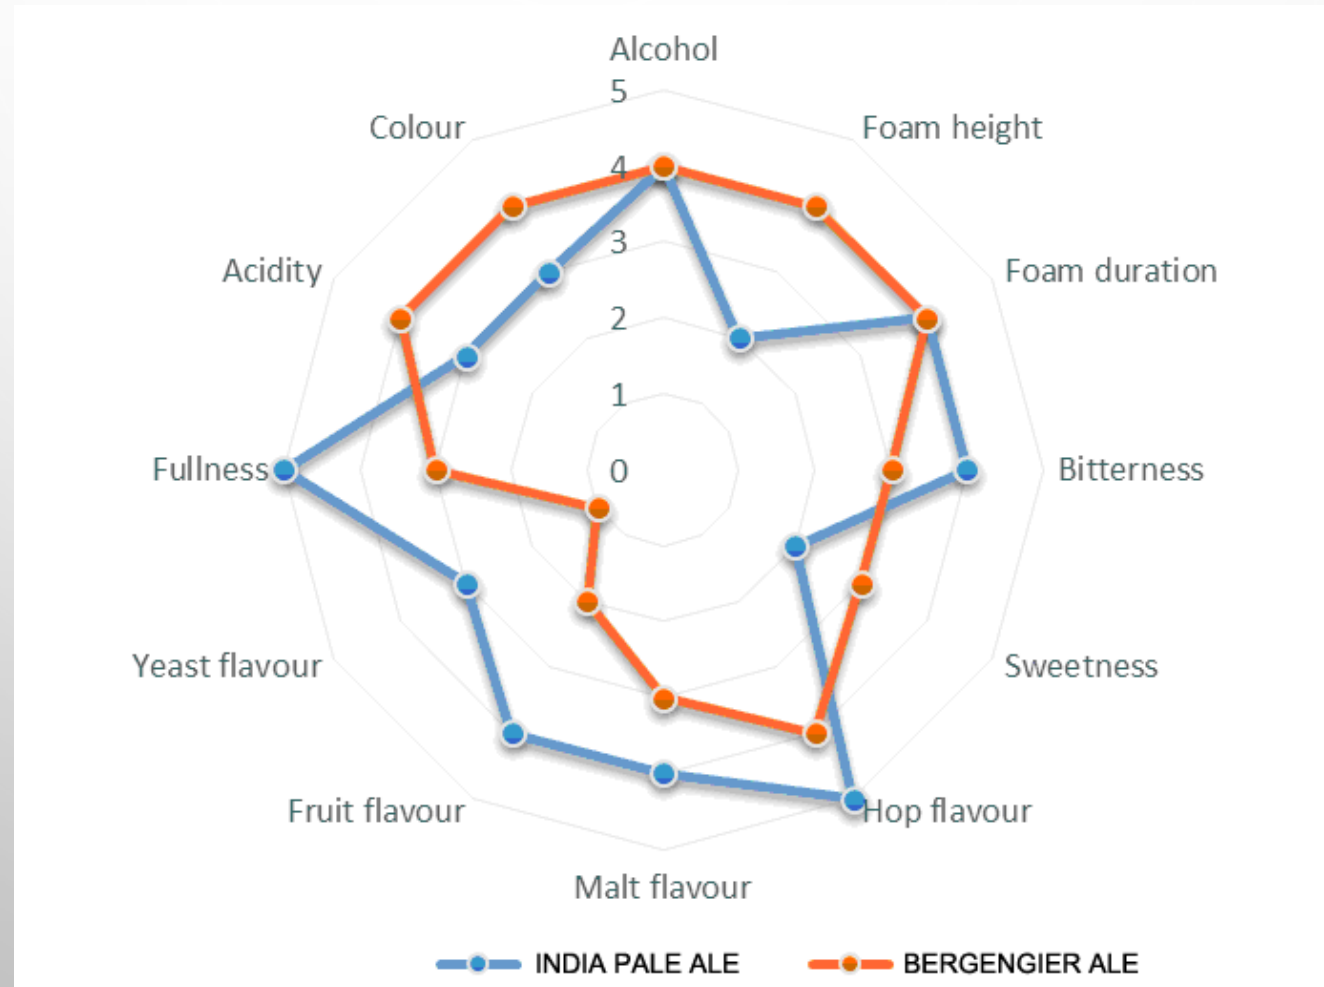 Alcohol
5
Colour
Foam height
4
3
Acidity
Foam duration
2
1
Fullness
0
Bitterness
Yeast flavour
Sweetness
Fruit flavour
Hop flavour
Malt flavour
INDIA PALE ALE
BERGENGIER ALE